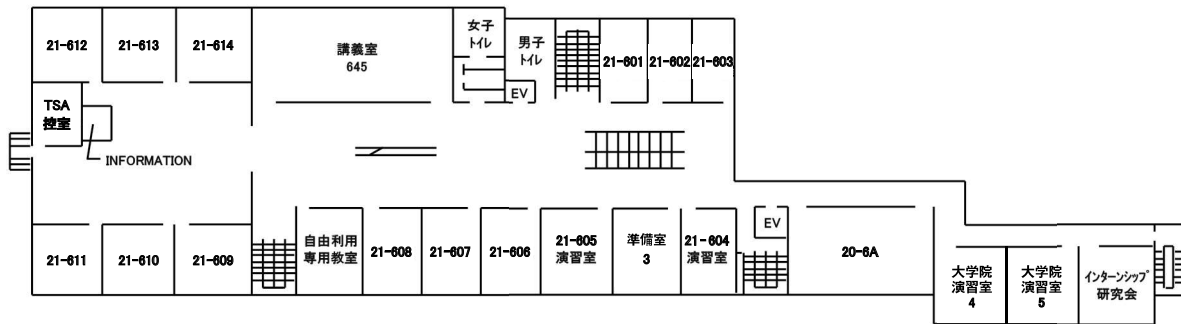 21-612
21-613
21-614
講義室
645
女子
トイレ
男子
トイレ
EV
21-601
21-602
21-603
TSA
控室
INFORMATION
21-611
21-610
21-609
自由利用
専用教室
21-608
21-607
21-606
21-605
演習室
準備室
3
21-604
演習室
EV
20-6A
大学院
演習室
4
大学院
演習室
5
インターンシップ
研究会